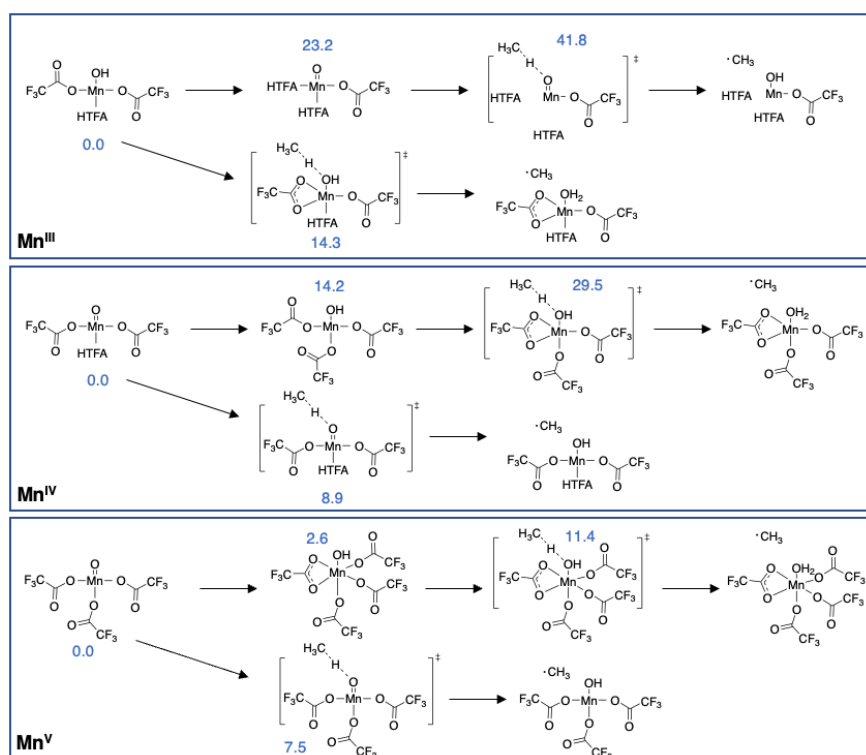 23.2
41.8
O
OH
F3C
O
Mn
O
CF3
HTFA
O
0.0
O
HTFA
Mn
O
CF3
HTFA
O
H3C
H
O
‡
Mn
O
CF3
HTFA
O
HTFA
·CH3
OH
HTFA
Mn
O
CF3
HTFA
O
H3C
H
OH
‡
F3C
O
O
Mn
O
CF3
HTFA
O
14.3
·CH3
OH2
F3C
O
O
Mn
O
CF3
HTFA
O
MnIII
14.2
29.5
O
F3C
O
Mn
O
CF3
O
HTFA
O
0.0
OH
F3C
O
O
Mn
O
CF3
O
O
O
CF3
H3C
H
OH
‡
F3C
O
O
Mn
O
CF3
O
O
O
CF3
·CH3
OH2
F3C
O
O
Mn
O
CF3
O
O
O
CF3
H3C
H
O
‡
F3C
O
Mn
O
CF3
O
HTFA
O
8.9
·CH3
OH
F3C
O
Mn
O
CF3
O
HTFA
O
MnIV
2.6
11.4
O
F3C
O
Mn
O
CF3
O
O
O
O
CF3
0.0
OH
O
CF3
F3C
O
O
Mn
O
O
CF3
O
O
O
CF3
H3C
H
OH
‡
O
CF3
F3C
O
O
Mn
O
O
CF3
O
O
O
CF3
·CH3
OH2
O
CF3
F3C
O
O
Mn
O
O
CF3
O
O
O
CF3
H3C
H
O
‡
F3C
O
Mn
O
CF3
O
O
O
O
CF3
7.5
·CH3
OH
F3C
O
Mn
O
CF3
O
O
O
O
CF3
MnV